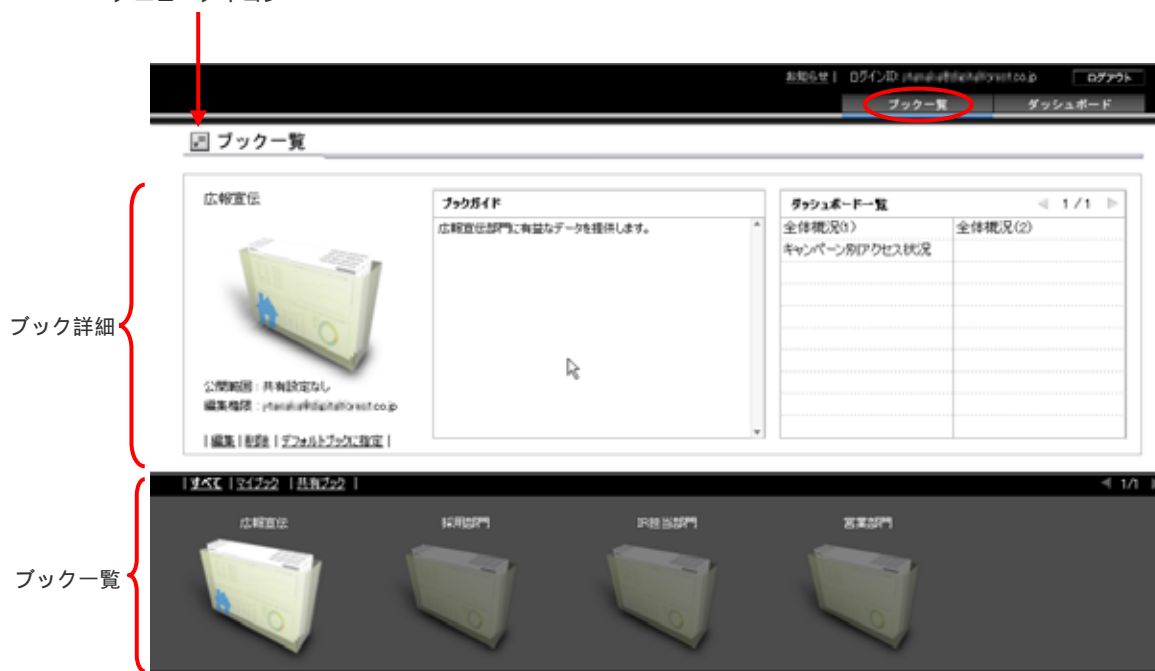 お知らせ | ログインID:
ログアウト
ブック一覧
ダッシュボード
ブック一覧
広報宣伝
ブックガイド
広報宣伝部門に有益なデータを提供します。
ダッシュボード一覧
1/1
全体概況(1)
全体概況(2)
キャンペーン別アクセス状況
ブック詳細
公開範囲：共有設定なし
編集権限：
| 編集 | 削除 | デフォルトブックに指定 |
| すべて | マイブック | 共有ブック |
1/1
広報宣伝
採用部門
IR担当部門
営業部門
ブック一覧